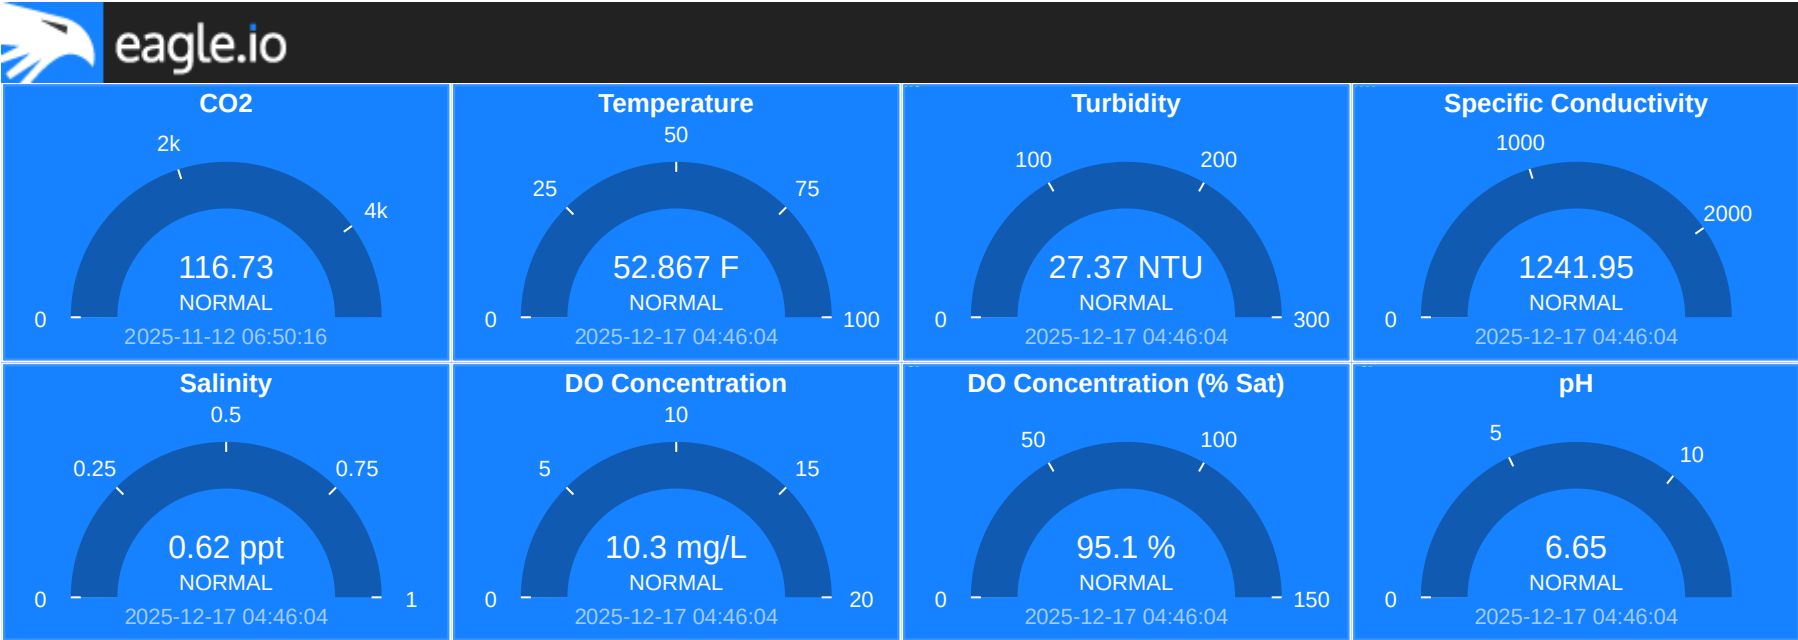 eagle.io
CO2
2k
4k
116.73
NORMAL
0
2025-11-12 06:50:16
Temperature
50
25
75
52.867 F
NORMAL
0
100
2025-12-17 04:46:04
Turbidity
100
200
27.37 NTU
NORMAL
0
300
2025-12-17 04:46:04
Specific Conductivity
1000
2000
1241.95
NORMAL
0
2025-12-17 04:46:04
Salinity
0.5
0.25
0.75
0.62 ppt
NORMAL
0
1
2025-12-17 04:46:04
DO Concentration
10
5
15
10.3 mg/L
NORMAL
0
20
2025-12-17 04:46:04
DO Concentration (% Sat)
50
100
95.1 %
NORMAL
0
150
2025-12-17 04:46:04
pH
5
10
6.65
NORMAL
0
2025-12-17 04:46:04